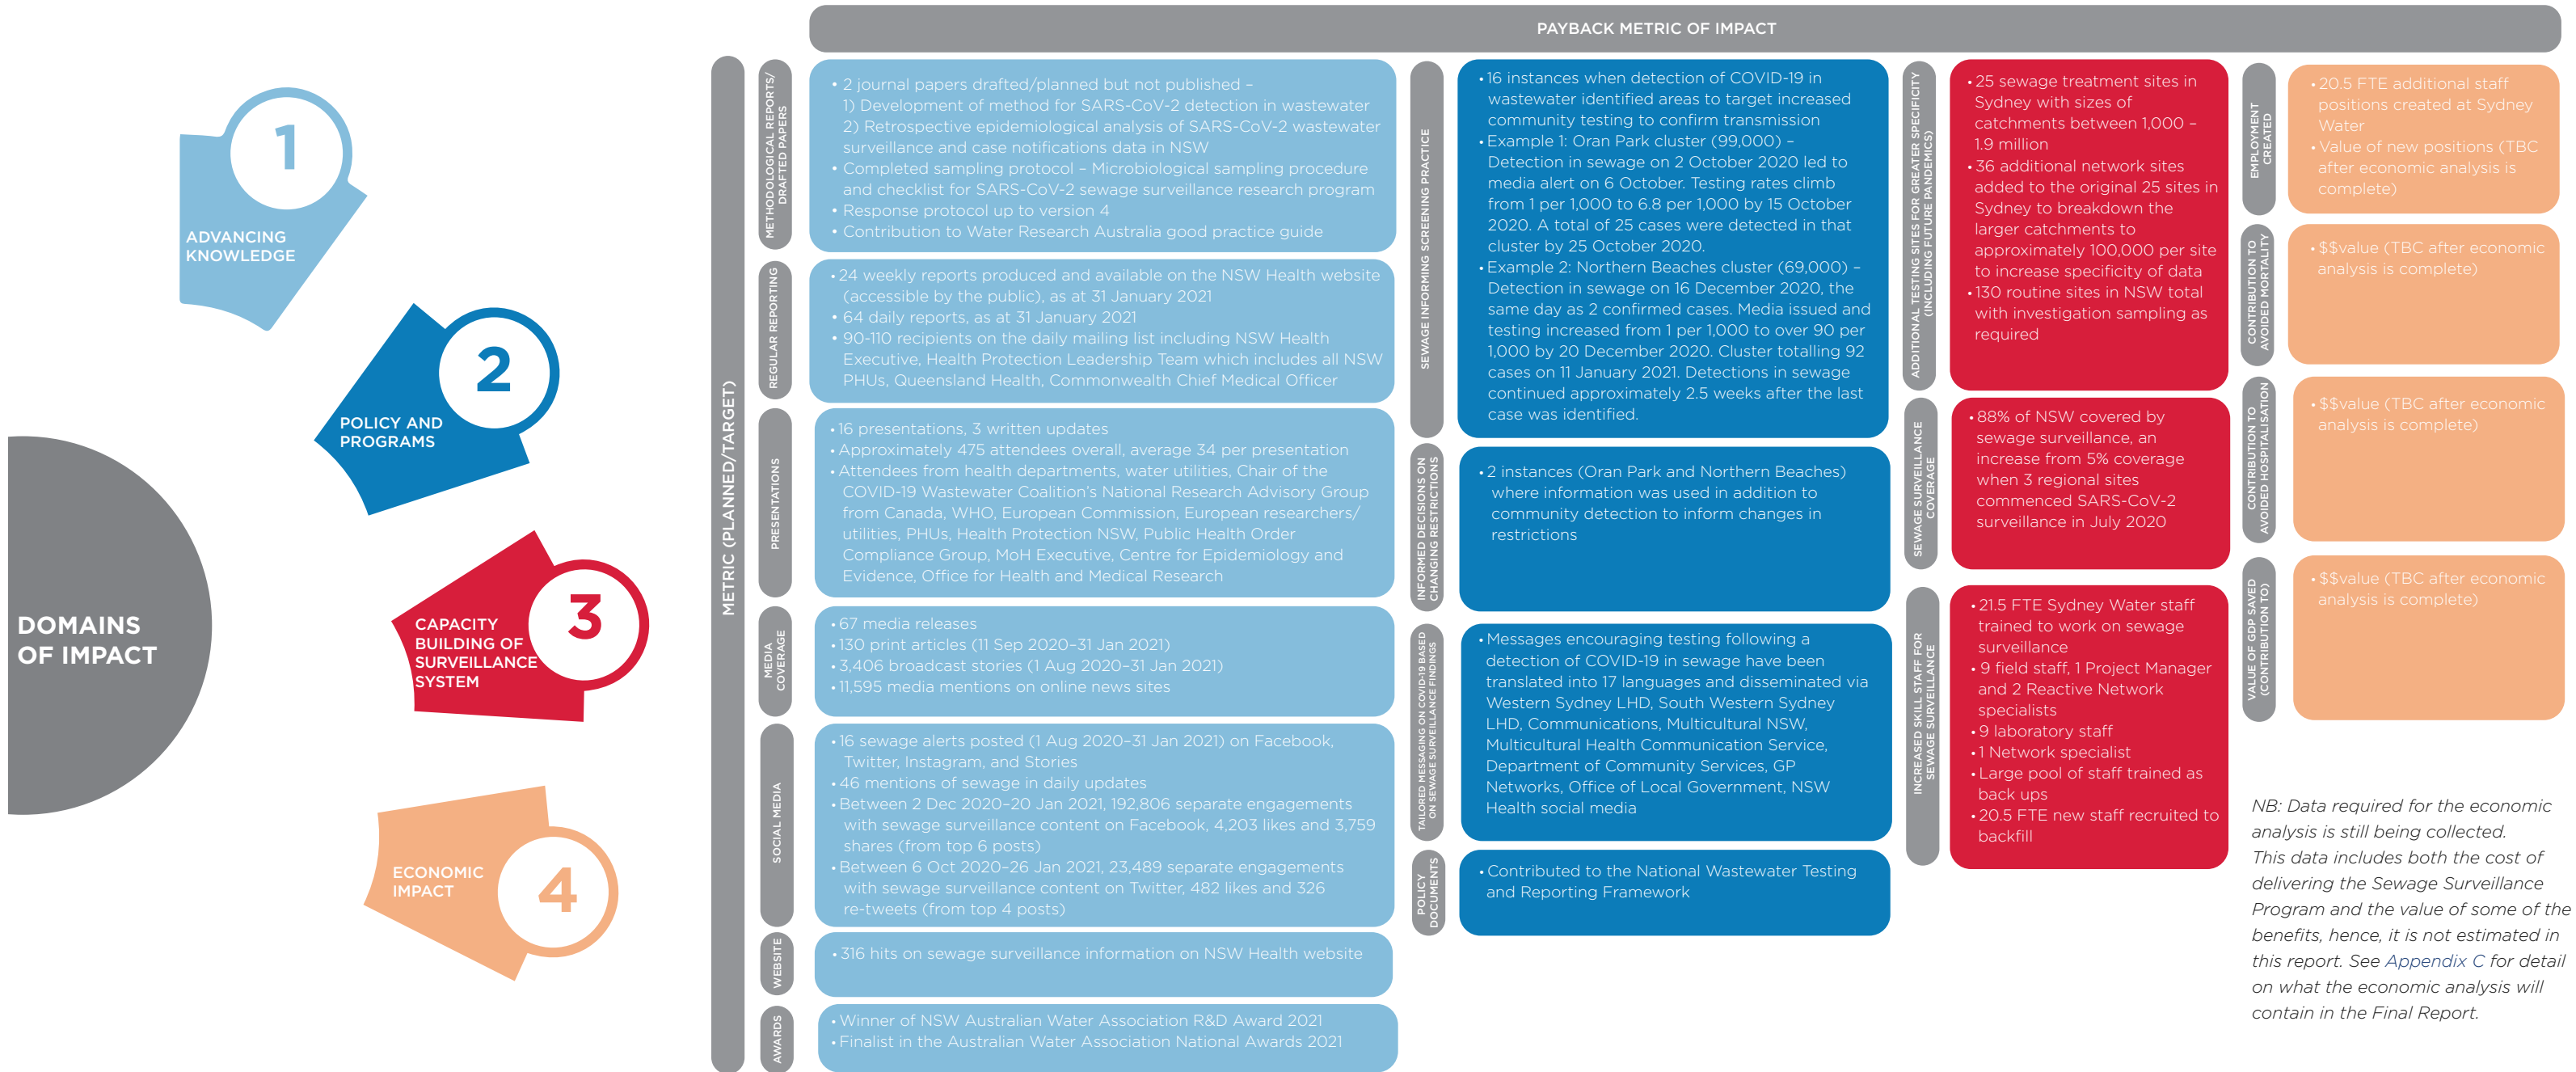 PAYBACK METRIC OF IMPACT
DOMAINS
OF IMPACT
1
ADVANCING
KNOWLEDGE
2
POLICY AND
PROGRAMS
3
CAPACITY
BUILDING OF
SURVEILLANCE
SYSTEM
4
ECONOMIC
IMPACT
METRIC (PLANNED/TARGET)
METHODOLOGICAL REPORTS/
DRAFTED PAPERS
• 2 journal papers drafted/planned but not published –
1) Development of method for SARS-CoV-2 detection in wastewater
2) Retrospective epidemiological analysis of SARS-CoV-2 wastewater
surveillance and case notifications data in NSW
• Completed sampling protocol – Microbiological sampling procedure
and checklist for SARS-CoV-2 sewage surveillance research program
• Response protocol up to version 4
• Contribution to Water Research Australia good practice guide
REGULAR REPORTING
• 24 weekly reports produced and available on the NSW Health website
(accessible by the public), as at 31 January 2021
• 64 daily reports, as at 31 January 2021
• 90-110 recipients on the daily mailing list including NSW Health
Executive, Health Protection Leadership Team which includes all NSW
PHUs, Queensland Health, Commonwealth Chief Medical Officer
PRESENTATIONS
• 16 presentations, 3 written updates
• Approximately 475 attendees overall, average 34 per presentation
• Attendees from health departments, water utilities, Chair of the
COVID-19 Wastewater Coalition's National Research Advisory Group
from Canada, WHO, European Commission, European researchers/
utilities, PHUs, Health Protection NSW, Public Health Order
Compliance Group, MoH Executive, Centre for Epidemiology and
Evidence, Office for Health and Medical Research
MEDIA
COVERAGE
• 67 media releases
• 130 print articles (11 Sep 2020–31 Jan 2021)
• 3,406 broadcast stories (1 Aug 2020–31 Jan 2021)
• 11,595 media mentions on online news sites
SOCIAL MEDIA
• 16 sewage alerts posted (1 Aug 2020–31 Jan 2021) on Facebook,
Twitter, Instagram, and Stories
• 46 mentions of sewage in daily updates
• Between 2 Dec 2020–20 Jan 2021, 192,806 separate engagements
with sewage surveillance content on Facebook, 4,203 likes and 3,759
shares (from top 6 posts)
• Between 6 Oct 2020–26 Jan 2021, 23,489 separate engagements
with sewage surveillance content on Twitter, 482 likes and 326
re-tweets (from top 4 posts)
WEBSITE
• 316 hits on sewage surveillance information on NSW Health website
AWARDS
• Winner of NSW Australian Water Association R&D Award 2021
• Finalist in the Australian Water Association National Awards 2021
SEWAGE INFORMING SCREENING PRACTICE
• 16 instances when detection of COVID-19 in
wastewater identified areas to target increased
community testing to confirm transmission
• Example 1: Oran Park cluster (99,000) –
Detection in sewage on 2 October 2020 led to
media alert on 6 October. Testing rates climb
from 1 per 1,000 to 6.8 per 1,000 by 15 October
2020. A total of 25 cases were detected in that
cluster by 25 October 2020.
• Example 2: Northern Beaches cluster (69,000) –
Detection in sewage on 16 December 2020, the
same day as 2 confirmed cases. Media issued and
testing increased from 1 per 1,000 to over 90 per
1,000 by 20 December 2020. Cluster totalling 92
cases on 11 January 2021. Detections in sewage
continued approximately 2.5 weeks after the last
case was identified.
INFORMED DECISIONS ON
CHANGING RESTRICTIONS
• 2 instances (Oran Park and Northern Beaches)
where information was used in addition to
community detection to inform changes in
restrictions
TAILORED MESSAGING ON COVID-19 BASED
ON SEWAGE SURVEILLANCE FINDINGS
• Messages encouraging testing following a
detection of COVID-19 in sewage have been
translated into 17 languages and disseminated via
Western Sydney LHD, South Western Sydney
LHD, Communications, Multicultural NSW,
Multicultural Health Communication Service,
Department of Community Services, GP
Networks, Office of Local Government, NSW
Health social media
POLICY
DOCUMENTS
• Contributed to the National Wastewater Testing
and Reporting Framework
ADDITIONAL TESTING SITES FOR GREATER SPECIFICITY
(INCLUDING FUTURE PANDEMICS)
• 25 sewage treatment sites in
Sydney with sizes of
catchments between 1,000 –
1.9 million
• 36 additional network sites
added to the original 25 sites in
Sydney to breakdown the
larger catchments to
approximately 100,000 per site
to increase specificity of data
• 130 routine sites in NSW total
with investigation sampling as
required
SEWAGE SURVEILLANCE
COVERAGE
• 88% of NSW covered by
sewage surveillance, an
increase from 5% coverage
when 3 regional sites
commenced SARS-CoV-2
surveillance in July 2020
INCREASED SKILL STAFF FOR
SEWAGE SURVEILLANCE
• 21.5 FTE Sydney Water staff
trained to work on sewage
surveillance
• 9 field staff, 1 Project Manager
and 2 Reactive Network
specialists
• 9 laboratory staff
• 1 Network specialist
• Large pool of staff trained as
back ups
• 20.5 FTE new staff recruited to
backfill
EMPLOYMENT
CREATED
• 20.5 FTE additional staff
positions created at Sydney
Water
• Value of new positions (TBC
after economic analysis is
complete)
CONTRIBUTION TO
AVOIDED MORTALITY
• $$value (TBC after economic
analysis is complete)
CONTRIBUTION TO
AVOIDED HOSPITALISATION
• $$value (TBC after economic
analysis is complete)
VALUE OF GDP SAVED
(CONTRIBUTION TO)
• $$value (TBC after economic
analysis is complete)
NB: Data required for the economic
analysis is still being collected.
This data includes both the cost of
delivering the Sewage Surveillance
Program and the value of some of the
benefits, hence, it is not estimated in
this report. See Appendix C for detail
on what the economic analysis will
contain in the Final Report.